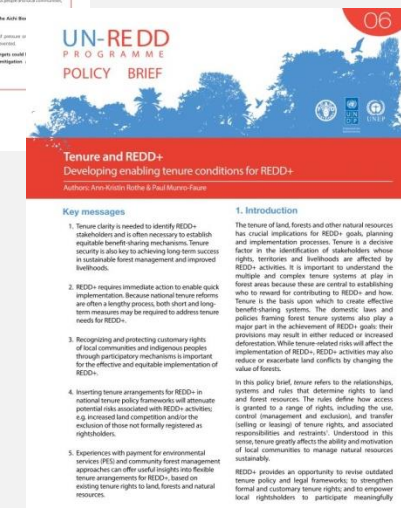 people and local communities,
the Aichi Bio
06
UN-REDD
PROGRAMME
POLICY BRIEF
UNDP
UNEP
Tenure and REDD+
Developing enabling tenure conditions for REDD+
Authors: Ann-Kristin Rothe & Paul Munro-Faure
Key messages
1. Tenure clarity is needed to identify REDD+
stakeholders and is often necessary to establish
equitable benefit-sharing mechanisms. Tenure
security is also key to achieving long-term success
in sustainable forest management and improved
livelihoods.
2. REDD+ requires immediate action to enable quick
implementation. Because national tenure reforms
are often a lengthy process, both short and long-
term measures may be required to address tenure
needs for REDD+.
3. Recognizing and protecting customary rights
of local communities and indigenous peoples
through participatory mechanisms is important
for the effective and equitable implementation of
REDD+.
4. Inserting tenure arrangements for REDD+ in
national tenure policy frameworks will attenuate
potential risks associated with REDD+ activities;
e.g. increased land competition and/or the
exclusion of those not formally registered as
rightsholders.
5. Experiences with payment for environmental
services (PES) and community forest management
approaches can offer useful insights into flexible
tenure arrangements for REDD+, based on
existing tenure rights to land, forests and natural
resources.
1. Introduction
The tenure of land, forests and other natural resources
has crucial implications for REDD+ goals, planning
and implementation processes. Tenure is a decisive
factor in the identification of stakeholders whose
rights, territories and livelihoods are affected by
REDD+ activities. It is important to understand the
multiple and complex tenure systems at play in
forest areas because these are central to establishing
who to reward for contributing to REDD+ and how.
Tenure is the basis upon which to create effective
benefit-sharing systems. The domestic laws and
policies framing forest tenure systems also play a
major part in the achievement of REDD+ goals: their
provisions may result in either reduced or increased
deforestation. While tenure-related risks will affect the
implementation of REDD+, REDD+ activities may also
reduce or exacerbate land conflicts by changing the
value of forests.
In this policy brief, tenure refers to the relationships,
systems and rules that determine rights to land
and forest resources. The rules define how access
is granted to a range of rights, including the use,
control (management and exclusion), and transfer
(selling or leasing) of tenure rights, and associated
responsibilities and restraints¹. Understood in this
sense, tenure greatly affects the ability and motivation
of local communities to manage natural resources
sustainably.
REDD+ provides an opportunity to revise outdated
tenure policy and legal frameworks; to strengthen
formal and customary tenure rights; and to empower
local rightsholders to participate meaningfully